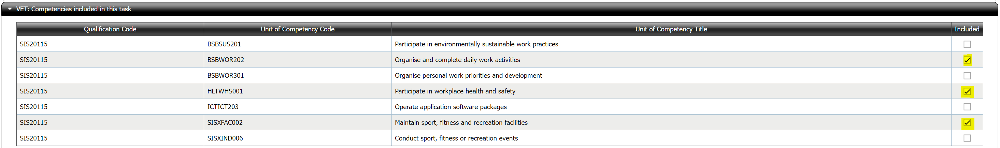 VET: Competencies included in this task
Qualification Code Unit of Competency Code Unit of Competency Title Included
SIS20115 BSBSUS201 Participate in environmentally sustainable work practices
SIS20115 BSBWOR202 Organise and complete daily work activities
SIS20115 BSBWOR301 Organise personal work priorities and development
SIS20115 HLTWHS001 Participate in workplace health and safety
SIS20115 ICTICT203 Operate application software packages
SIS20115 SISXFAC002 Maintain sport, fitness and recreation facilities
SIS20115 SISXIND006 Conduct sport, fitness or recreation events